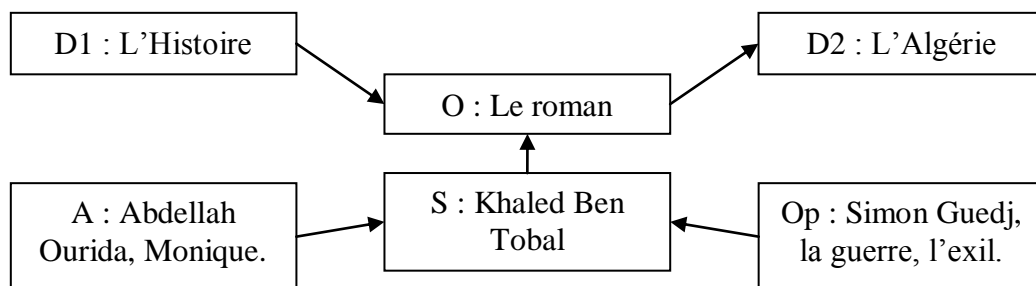 D1 : L’Histoire
D2 : L’Algérie
O : Le roman
A : Abdellah
Ourida, Monique.
S : Khaled Ben
Tobal
Op : Simon Guedj,
la guerre, l’exil.